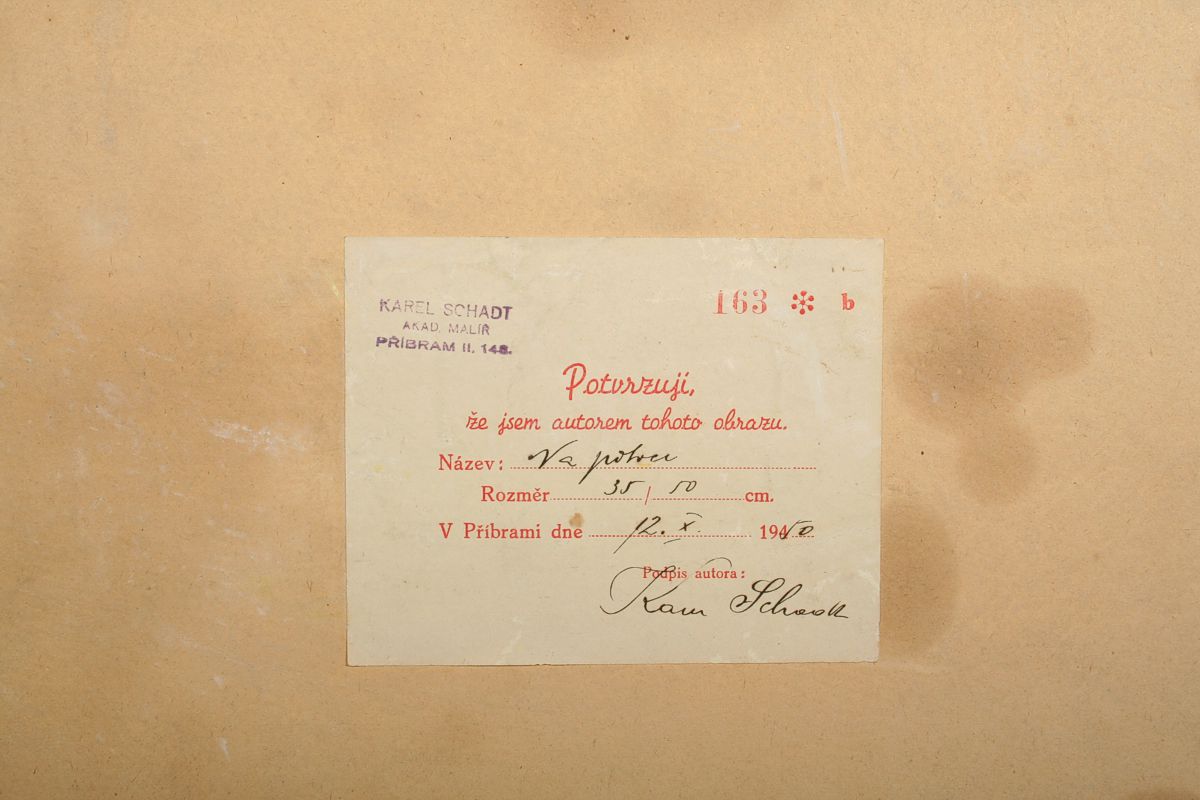 KAREL SCHADT
AKAD. MALÍŘ
PŘÍBRAM II. 148.
163 * b
Potvrzuji,
že jsem autorem tohoto obrazu.
Název: Na potoce
Rozměr 35 / 50 cm.
V Příbrami dne 12. X. 1950
Podpis autora:
Karel Schadt